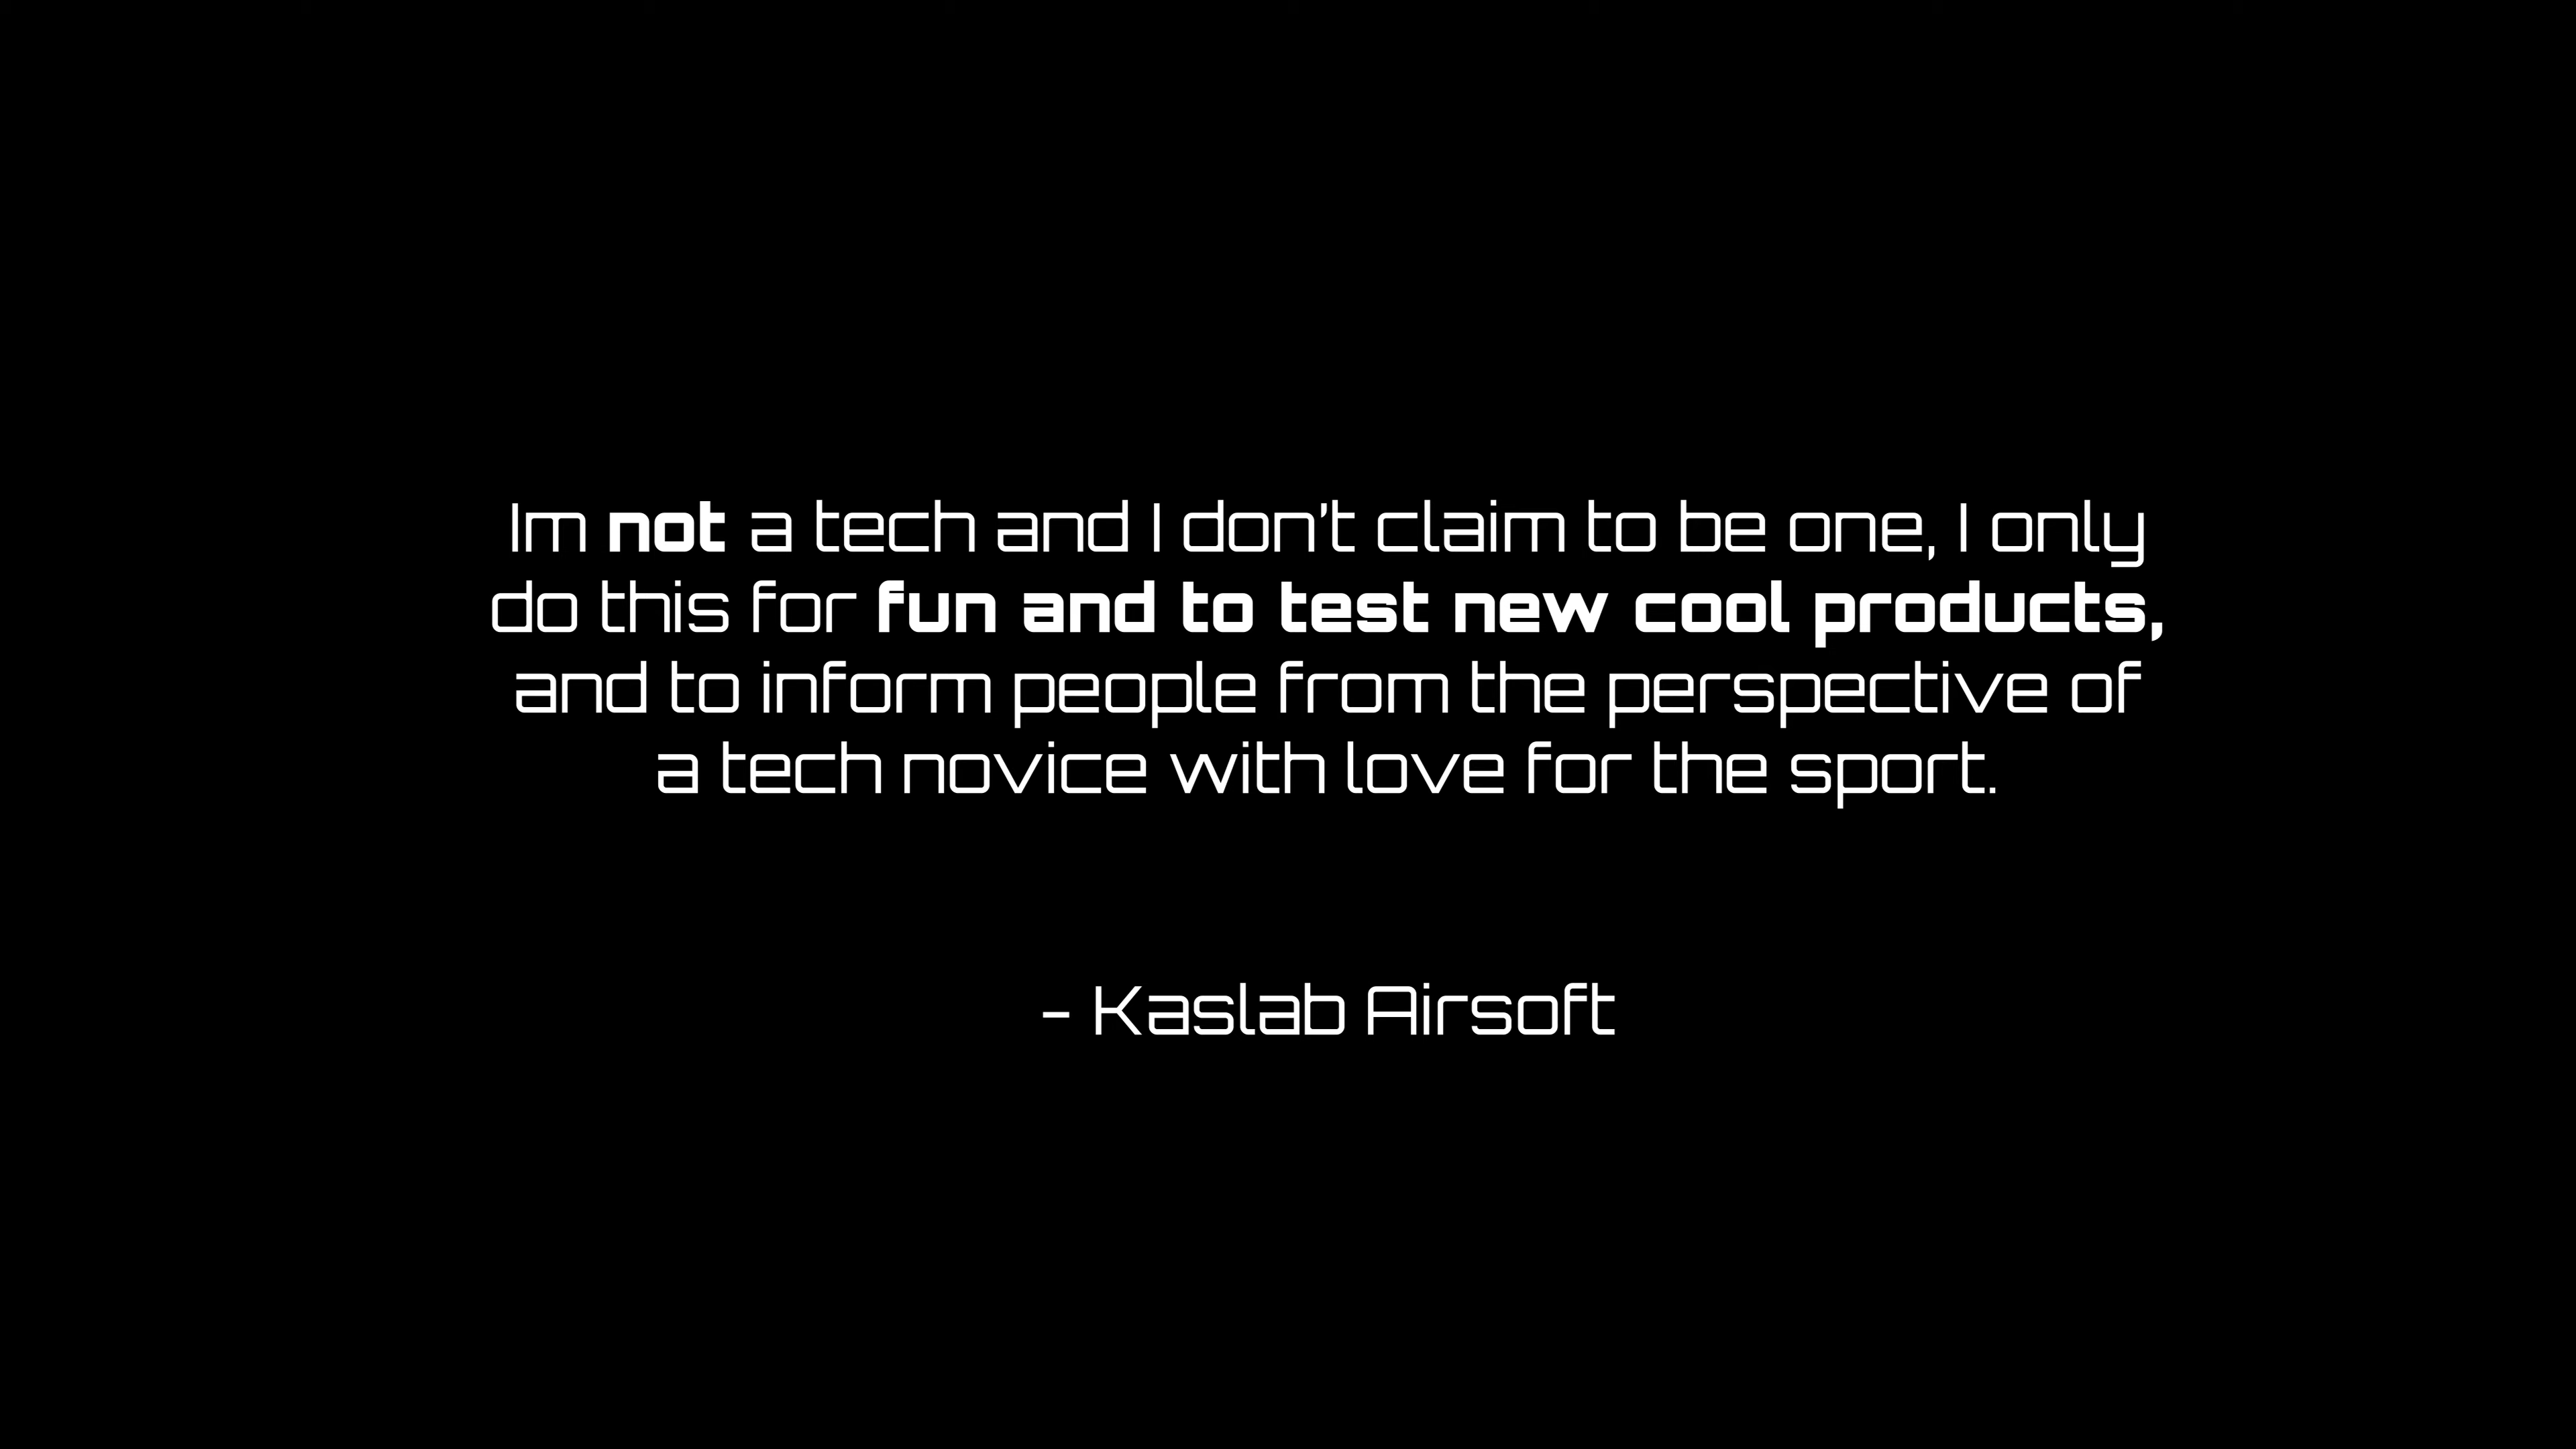 Im not a tech and I don't claim to be one, I only
do this for fun and to test new cool products,
and to inform people from the perspective of
a tech novice with love for the sport.
- Kaslab Airsoft